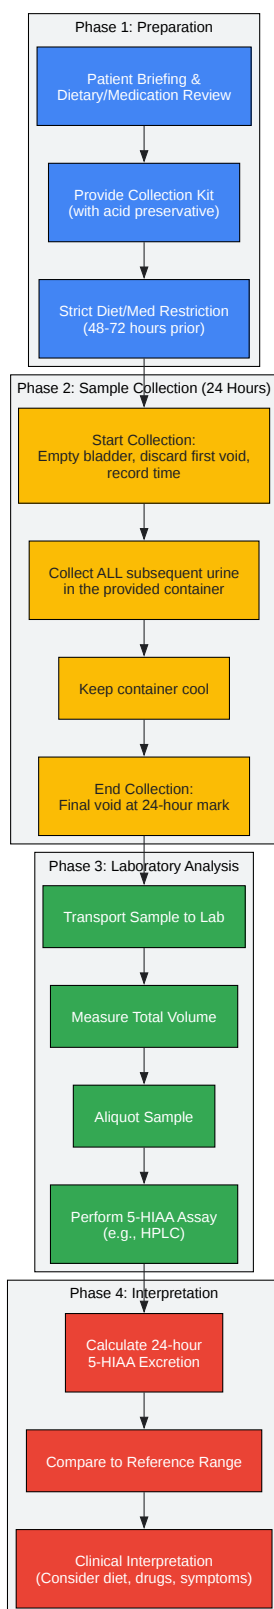 Phase 1: Preparation
Patient Briefing &
Dietary/Medication Review
Provide Collection Kit
(with acid preservative)
Strict Diet/Med Restriction
(48-72 hours prior)
Phase 2: Sample Collection (24 Hours)
Start Collection:
Empty bladder, discard first void,
record time
Collect ALL subsequent urine
in the provided container
Keep container cool
End Collection:
Final void at 24-hour mark
Phase 3: Laboratory Analysis
Transport Sample to Lab
Measure Total Volume
Aliquot Sample
Perform 5-HIAA Assay
(e.g., HPLC)
Phase 4: Interpretation
Calculate 24-hour
5-HIAA Excretion
Compare to Reference Range
Clinical Interpretation
(Consider diet, drugs, symptoms)